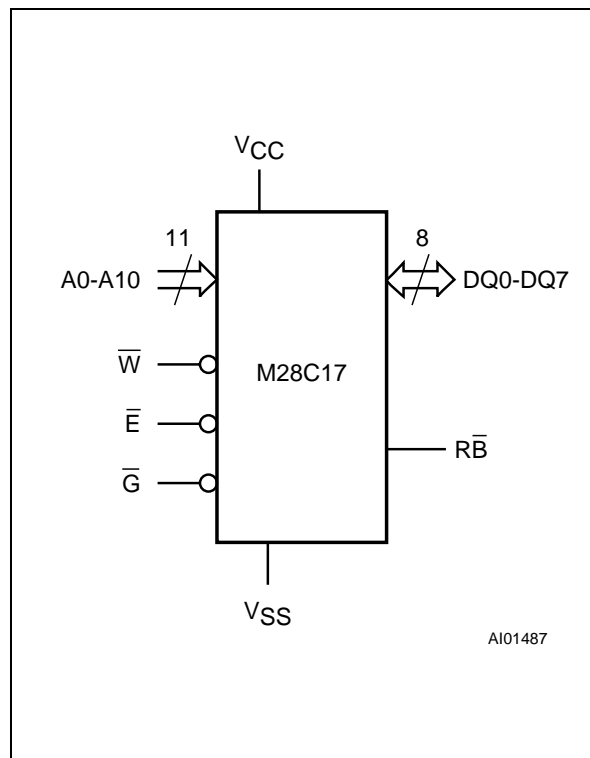 VCC
11
8
A0-A10
DQ0-DQ7
W̅
M28C17
E̅
RB̅
G̅
VSS
AI01487